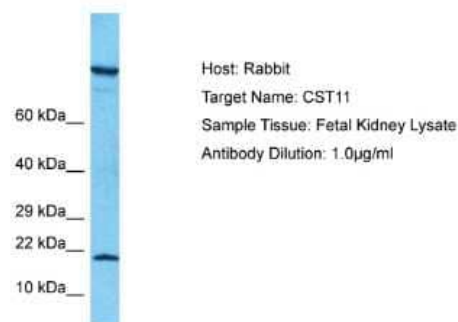 Host: Rabbit
Target Name: CST11
Sample Tissue: Fetal Kidney Lysate
Antibody Dilution: 1.0µg/ml
60 kDa
40 kDa
29 kDa
22 kDa
10 kDa